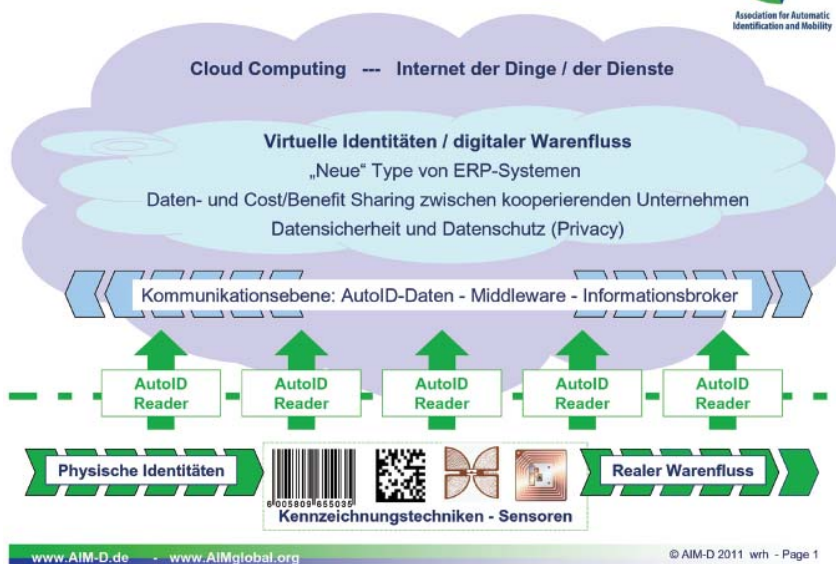 Association for Automatic
Identification and Mobility
Cloud Computing --- Internet der Dinge / der Dienste
Virtuelle Identitäten / digitaler Warenfluss
„Neue“ Type von ERP-Systemen
Daten- und Cost/Benefit Sharing zwischen kooperierenden Unternehmen
Datensicherheit und Datenschutz (Privacy)
Kommunikationsebene: AutoID-Daten - Middleware - Informationsbroker
AutoID
Reader
AutoID
Reader
AutoID
Reader
AutoID
Reader
AutoID
Reader
Physische Identitäten
6 005809 655035
Realer Warenfluss
Kennzeichnungstechniken - Sensoren
www.AIM-D.de - www.AIMglobal.org
© AIM-D 2011 wrh - Page 1